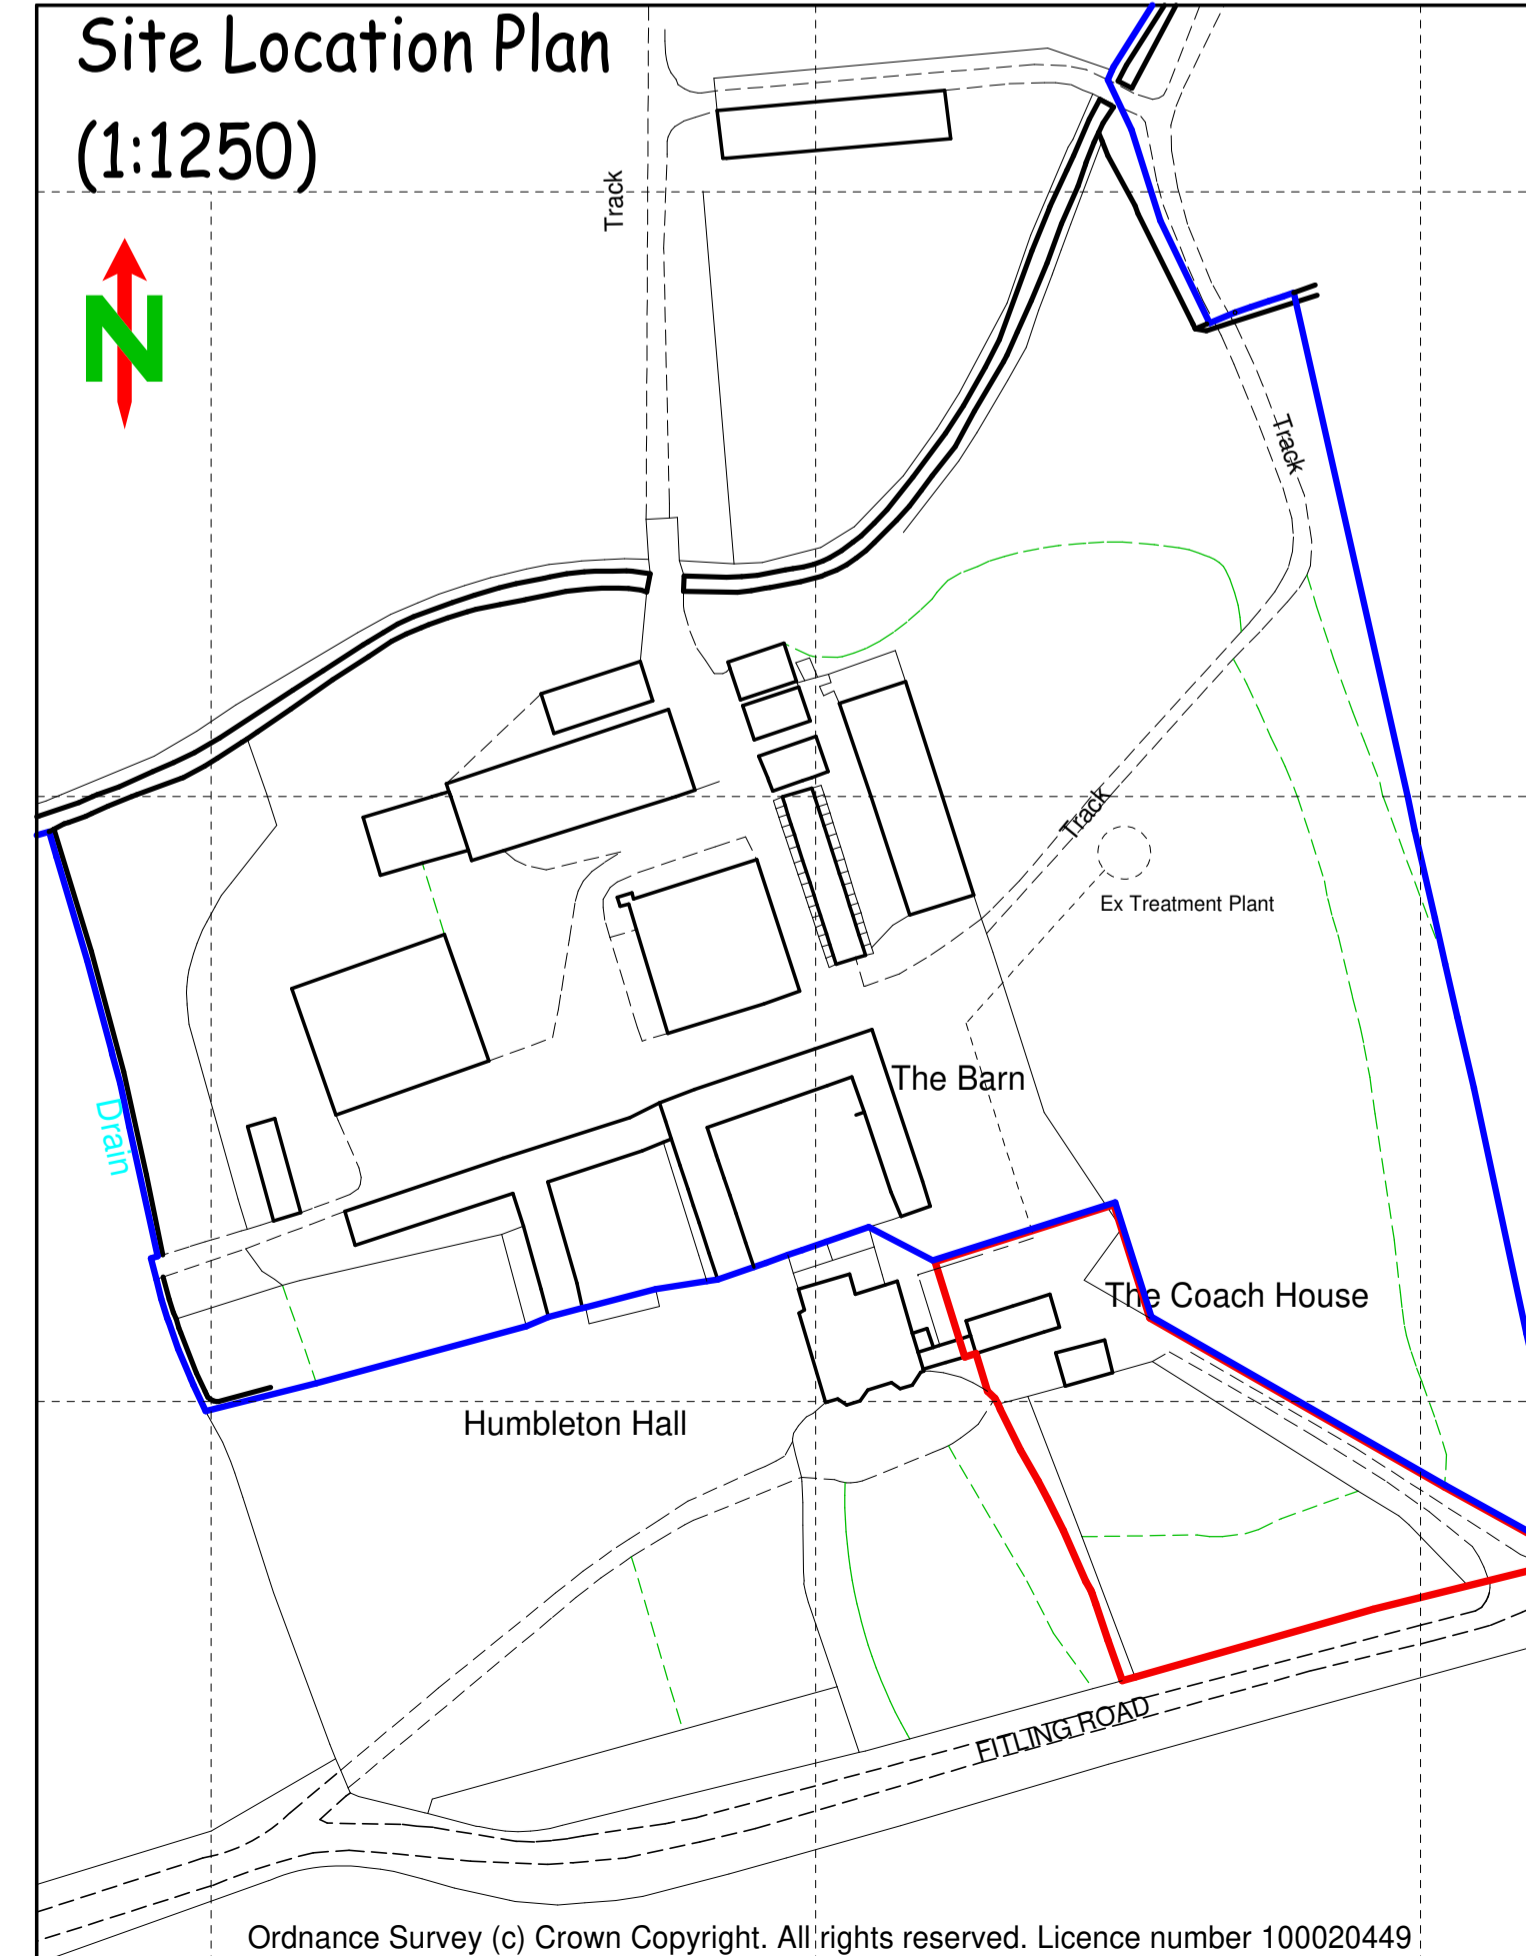 Site Location Plan
(1:1250)
Track
N
Track
Track
Ex Treatment Plant
The Barn
Drain
The Coach House
Humbleton Hall
FITLING ROAD
Ordnance Survey (c) Crown Copyright. All rights reserved. Licence number 100020449